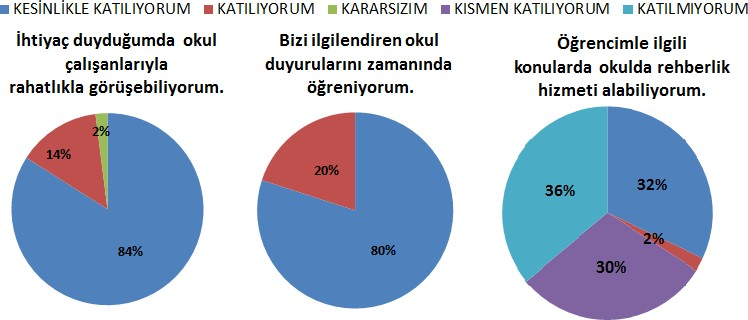 KESİNLİKLE KATILIYORUM KATILIYORUM KARARSIZIM KISMEN KATILIYORUM KATILMIYORUM
İhtiyaç duyduğumda okul
çalışanlarıyla
rahatlıkla görüşebiliyorum.
2%
14%
84%
Bizi ilgilendiren okul
duyurularını zamanında
öğreniyorum.
20%
80%
Öğrencimle ilgili
konularda okulda rehberlik
hizmeti alabiliyorum.
36%
32%
2%
30%